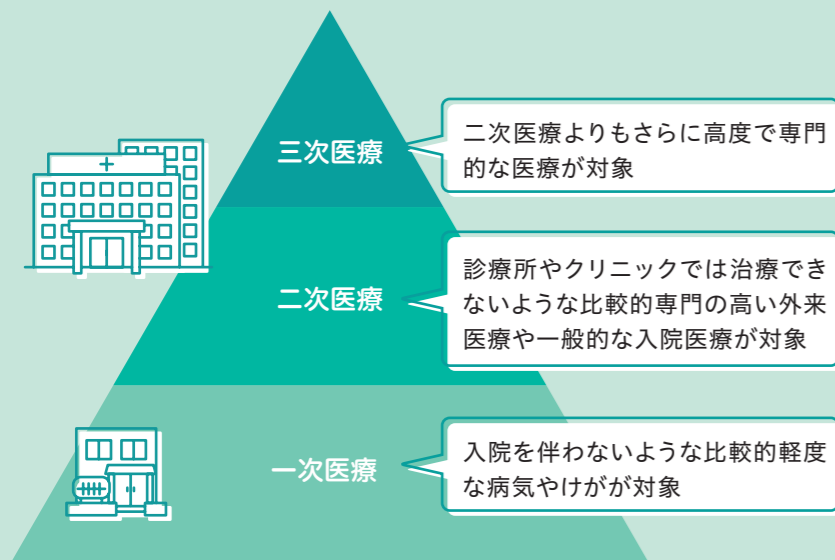 三次医療
二次医療よりもさらに高度で専門
的な医療が対象
二次医療
診療所やクリニックでは治療でき
ないような比較的専門の高い外来
医療や一般的な入院医療が対象
一次医療
入院を伴わないような比較的軽度
な病気やけがが対象